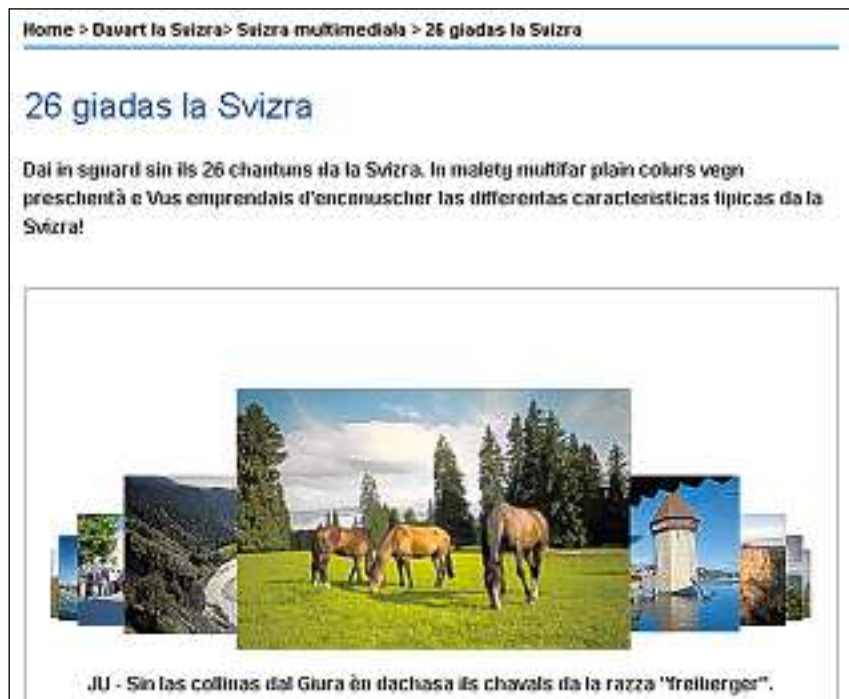 Home > Davart la Svizra> Svizra multimediala > 26 giadas la Svizra
26 giadas la Svizra
Dai in sguard sin ils 26 chantuns da la Svizra. In maletg multifar plain colurs vegn
preschentà e Vus emprendais d'enconuscher las differentas caracteristicas tipicas da la
Svizra!
JU - Sin las collinas dal Giura èn dachasa ils chavals da la razza "freiberger".